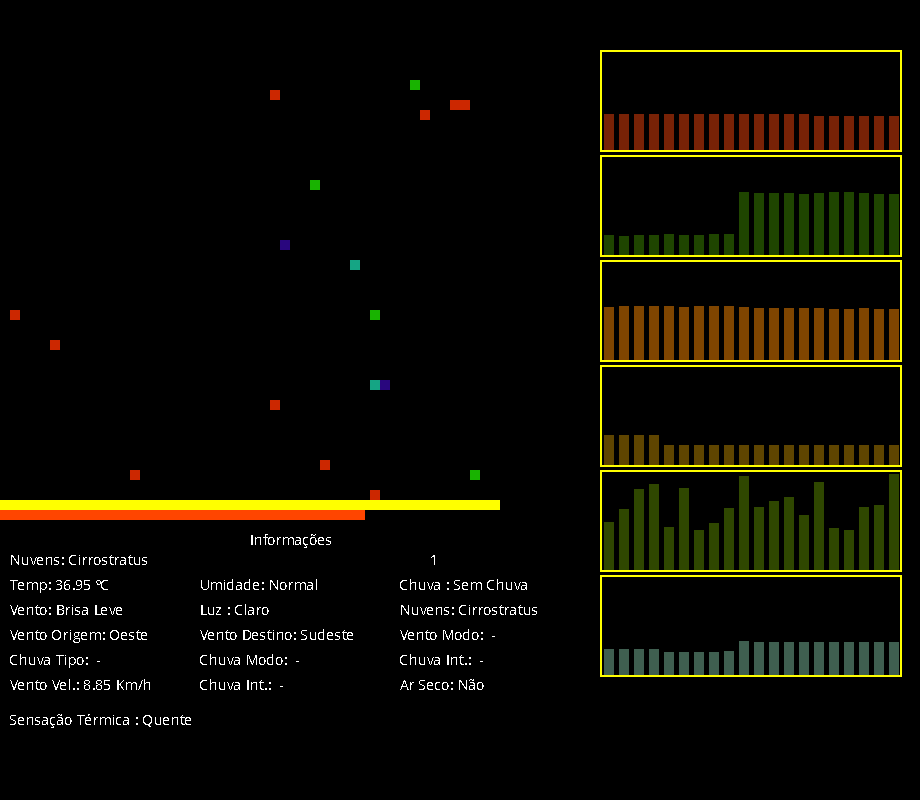 Informações
Nuvens: Cirrostratus 1
Temp: 36.95 ºC Umidade: Normal Chuva : Sem Chuva
Vento: Brisa Leve Luz : Claro Nuvens: Cirrostratus
Vento Origem: Oeste Vento Destino: Sudeste Vento Modo: -
Chuva Tipo: - Chuva Modo: - Chuva Int.: -
Vento Vel.: 8.85 Km/h Chuva Int.: - Ar Seco: Não
Sensação Térmica : Quente